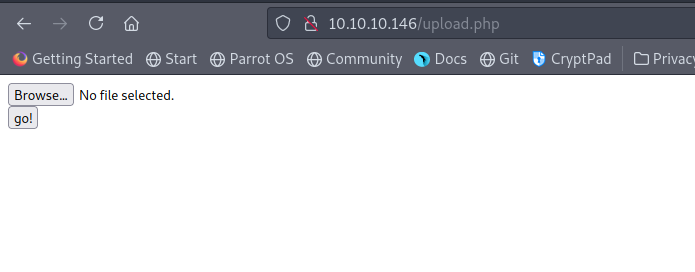 10.10.10.146/upload.php
Getting Started Start Parrot OS Community Docs Git CryptPad Privacy
Browse... No file selected.
go!